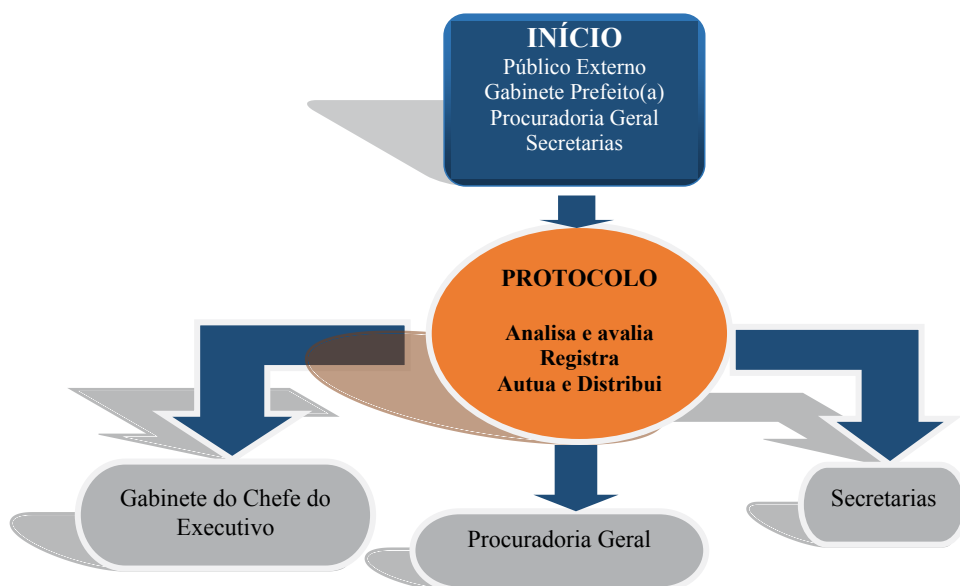 INÍCIO
Público Externo
Gabinete Prefeito(a)
Procuradoria Geral
Secretarias
PROTOCOLO
Analisa e avalia
Registra
Autua e Distribui
Gabinete do Chefe do
Executivo
Procuradoria Geral
Secretarias